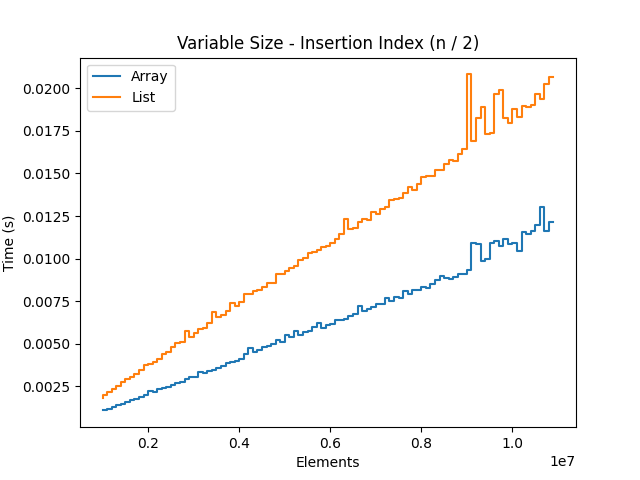 Variable Size - Insertion Index (n / 2)
Array
List
0.0200
0.0175
0.0150
0.0125
0.0100
0.0075
0.0050
0.0025
Time (s)
0.2
0.4
0.6
0.8
1.0
1e7
Elements